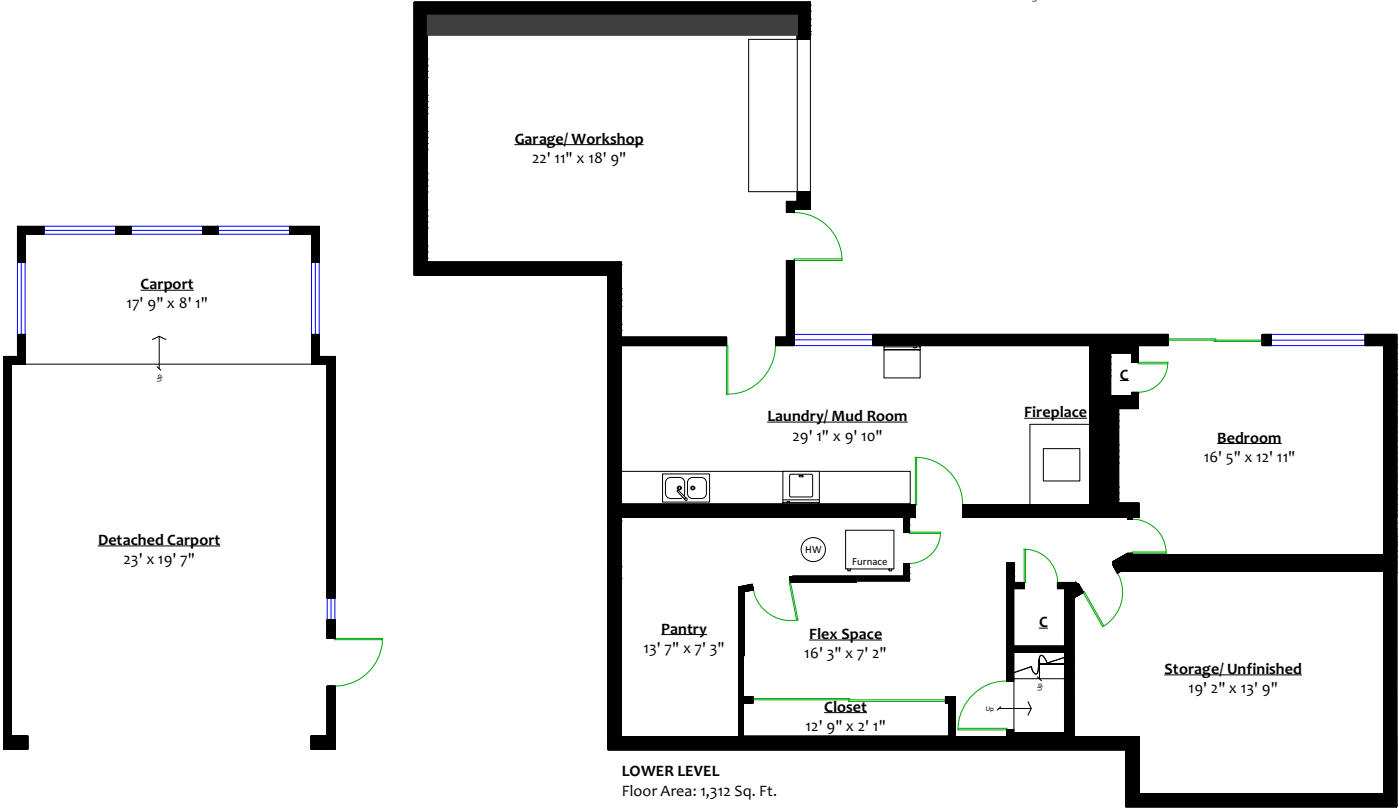 Garage/ Workshop
22' 11" x 18' 9"
Carport
17' 9" x 8' 1"
Up
C
Laundry/ Mud Room
29' 1" x 9' 10"
Fireplace
Bedroom
16' 5" x 12' 11"
Detached Carport
23' x 19' 7"
HW
Furnace
Pantry
13' 7" x 7' 3"
Flex Space
16' 3" x 7' 2"
C
Storage/ Unfinished
19' 2" x 13' 9"
Up
Up
Closet
12' 9" x 2' 1"
LOWER LEVEL
Floor Area: 1,312 Sq. Ft.